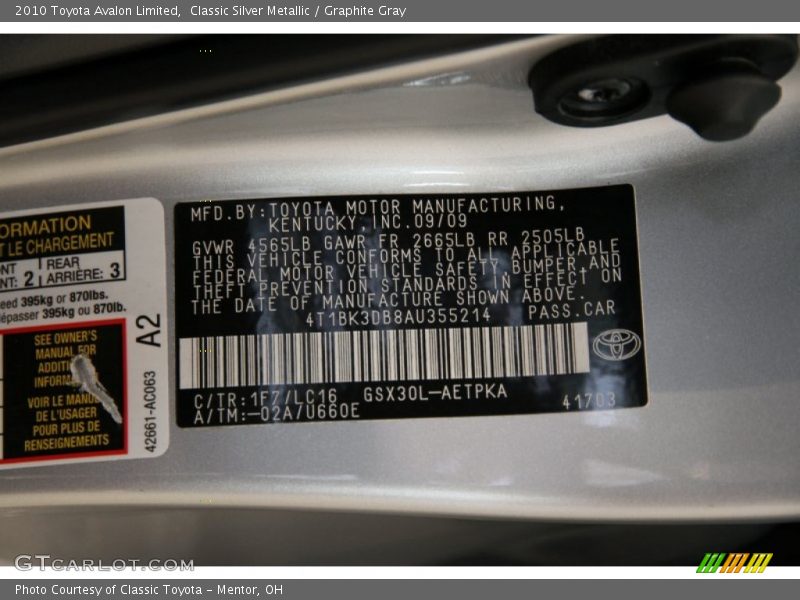 2010 Toyota Avalon Limited,  Classic Silver Metallic / Graphite Gray
ORMATION
T LE CHARGEMENT
NT
NT: 2
REAR
ARRIÈRE: 3
eed 395kg or 870lbs.
épasser 395kg ou 870lb.
SEE OWNER'S
MANUAL FOR
VOIR LE
DE L'USAGER
POUR PLUS DE
RENSEIGNEMENTS
A2
42661-AC063
MFD.BY:TOYOTA MOTOR MANUFACTURING,
KENTUCKY,INC.09/09
GVWR 4565LB GAWR FR 2665LB RR 2505LB
THIS VEHICLE CONFORMS TO ALL APPLICABLE
FEDERAL MOTOR VEHICLE SAFETY,BUMPER,AND
THEFT PREVENTION STANDARDS IN EFFECT ON
THE DATE OF MANUFACTURE SHOWN ABOVE.
4T1BK3DB8AU355214 PASS.CAR
C/TR:1F7/LC16 GSX30L-AETPKA
A/TM:-02A/U660E 41703
GTCARLOT.COM
Photo Courtesy of Classic Toyota - Mentor, OH